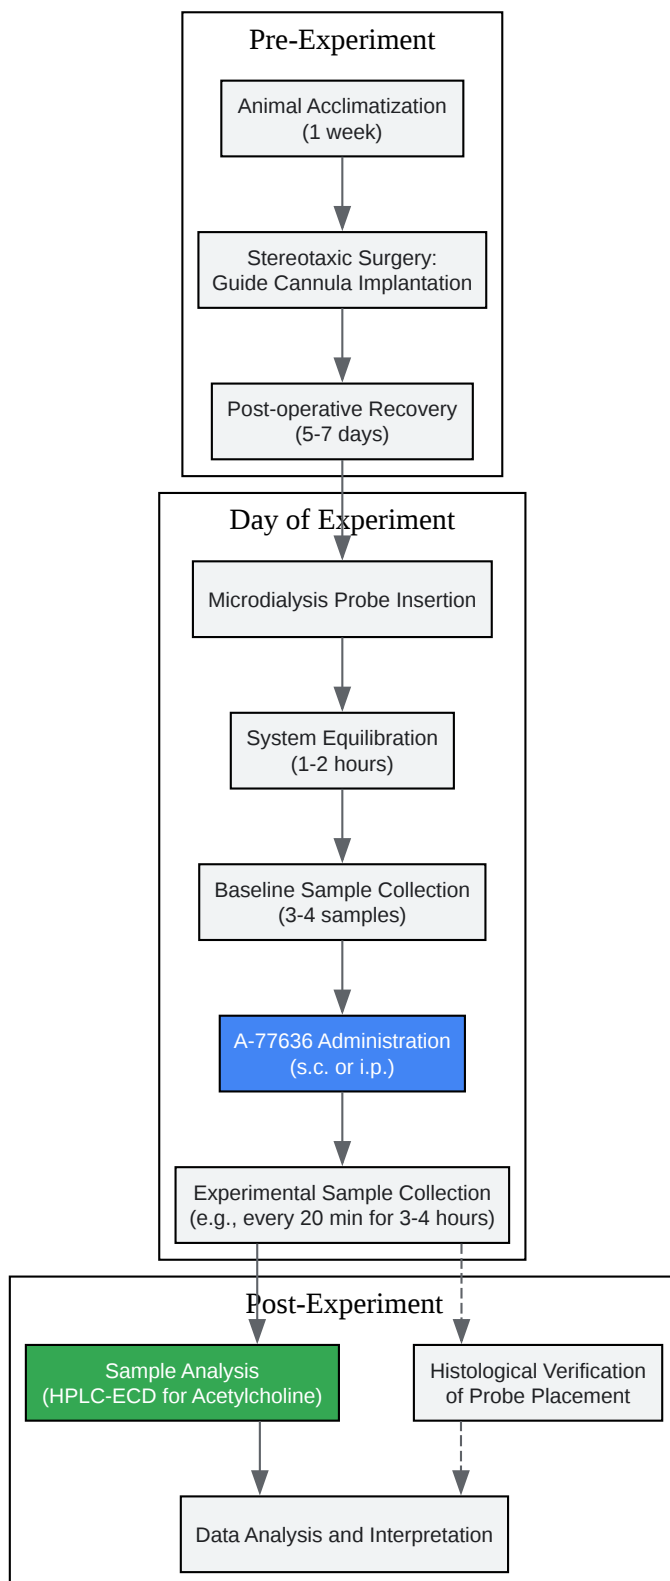 Pre-Experiment
Animal Acclimatization
(1 week)
Stereotaxic Surgery:
Guide Cannula Implantation
Post-operative Recovery
(5-7 days)
Day of Experiment
Microdialysis Probe Insertion
System Equilibration
(1-2 hours)
Baseline Sample Collection
(3-4 samples)
A-77636 Administration
(s.c. or i.p.)
Experimental Sample Collection
(e.g., every 20 min for 3-4 hours)
Post-Experiment
Sample Analysis
(HPLC-ECD for Acetylcholine)
Histological Verification
of Probe Placement
Data Analysis and Interpretation